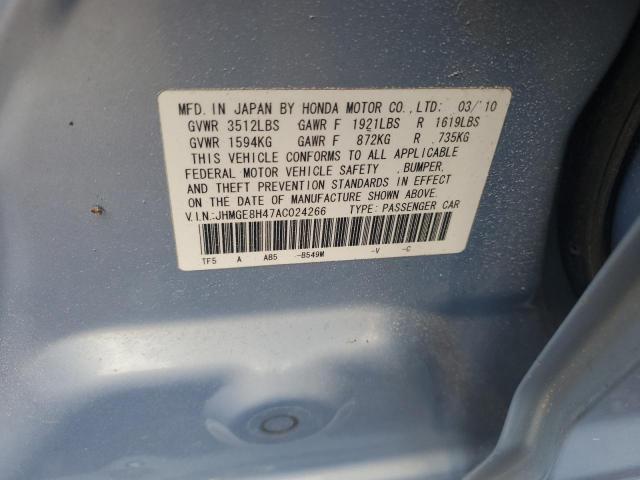 MFD. IN JAPAN BY HONDA MOTOR CO., LTD: 03/'10
GVWR 3512LBS GAWR F 1921LBS R 1619LBS
GVWR 1594KG GAWR F 872KG R 735KG
THIS VEHICLE CONFORMS TO ALL APPLICABLE
FEDERAL MOTOR VEHICLE SAFETY , BUMPER,
AND THEFT PREVENTION STANDARDS IN EFFECT
ON THE DATE OF MANUFACTURE SHOWN ABOVE
V.I.N.:JHMGE8H47AC024266 TYPE: PASSENGER CAR
TF5 A AB5 -B549M -V -C